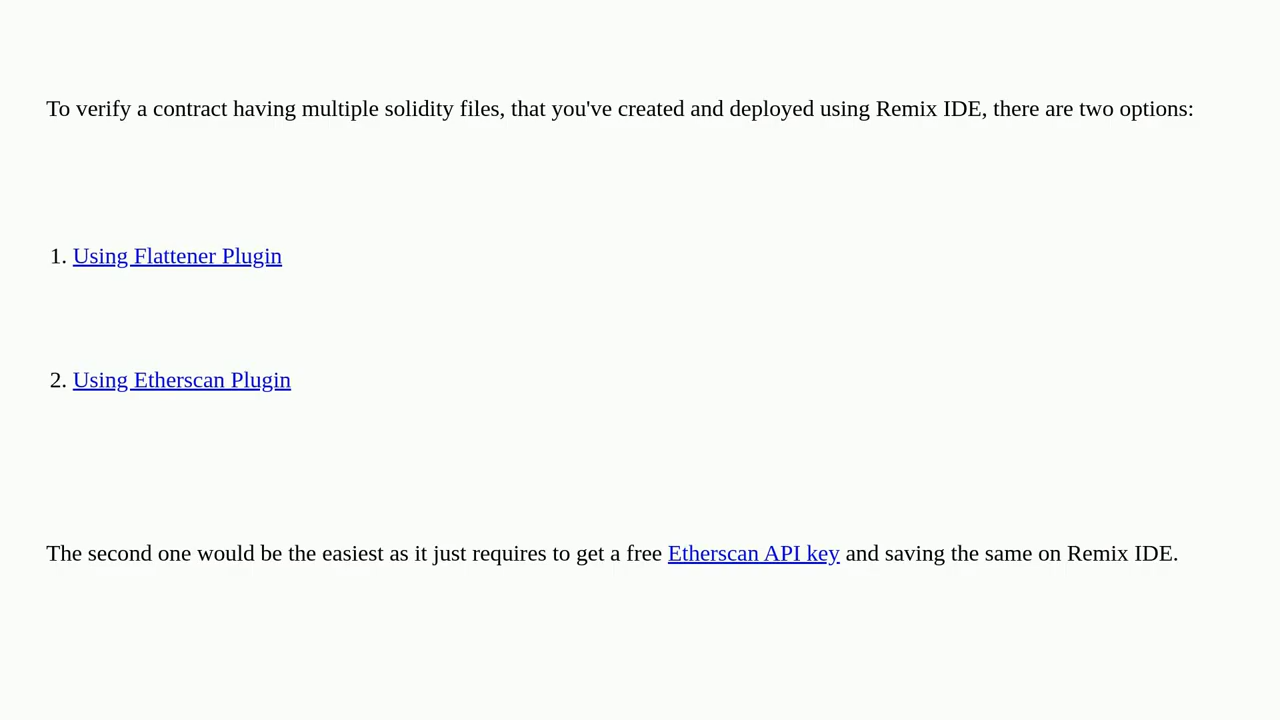 To verify a contract having multiple solidity files, that you've created and deployed using Remix IDE, there are two options:
1. Using Flattener Plugin
2. Using Etherscan Plugin
The second one would be the easiest as it just requires to get a free Etherscan API key and saving the same on Remix IDE.